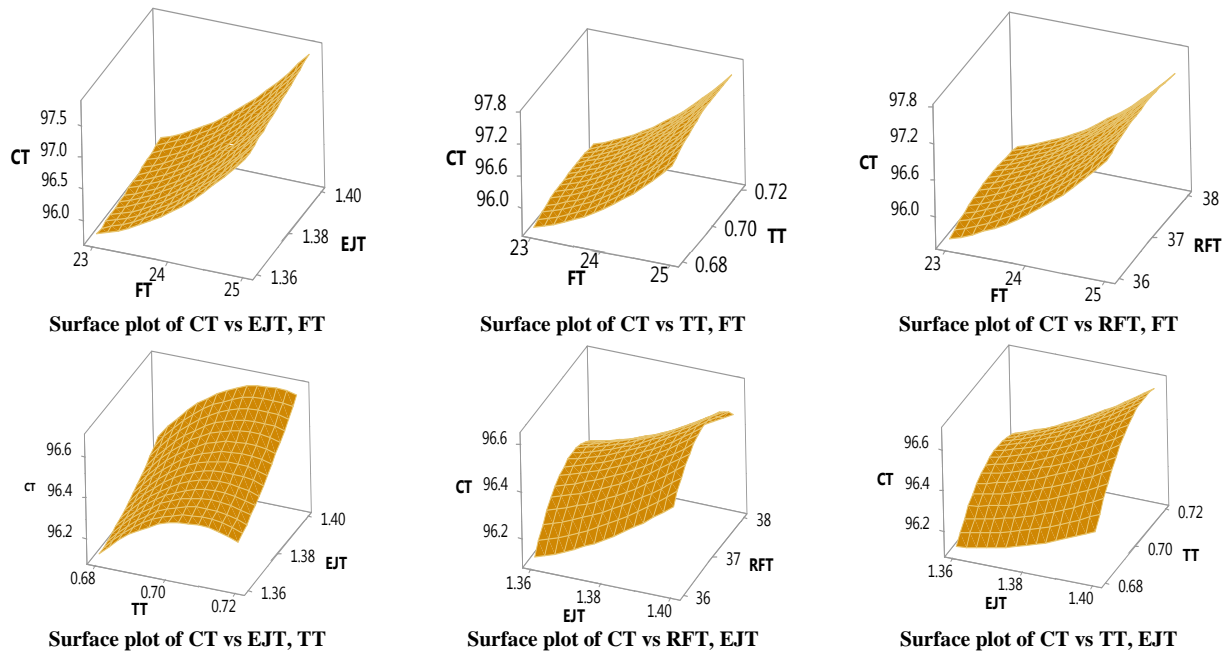 97.5
97.0
CT
96.5
96.0
23
24
FT
25
1.36
1.38
EJT
1.40
Surface plot of CT vs EJT, FT
97.8
97.2
CT
96.6
96.0
23
24
FT
25
0.68
0.70
TT
0.72
Surface plot of CT vs TT, FT
97.8
97.2
CT
96.6
96.0
23
24
FT
25
36
37
RFT
38
Surface plot of CT vs RFT, FT
96.6
CT
96.4
96.2
0.68
0.70
TT
0.72
1.36
1.38
EJT
1.40
Surface plot of CT vs EJT, TT
96.6
CT
96.4
96.2
1.36
1.38
EJT
1.40
36
37
RFT
38
Surface plot of CT vs RFT, EJT
96.6
CT
96.4
96.2
1.36
1.38
EJT
1.40
0.68
0.70
TT
0.72
Surface plot of CT vs TT, EJT